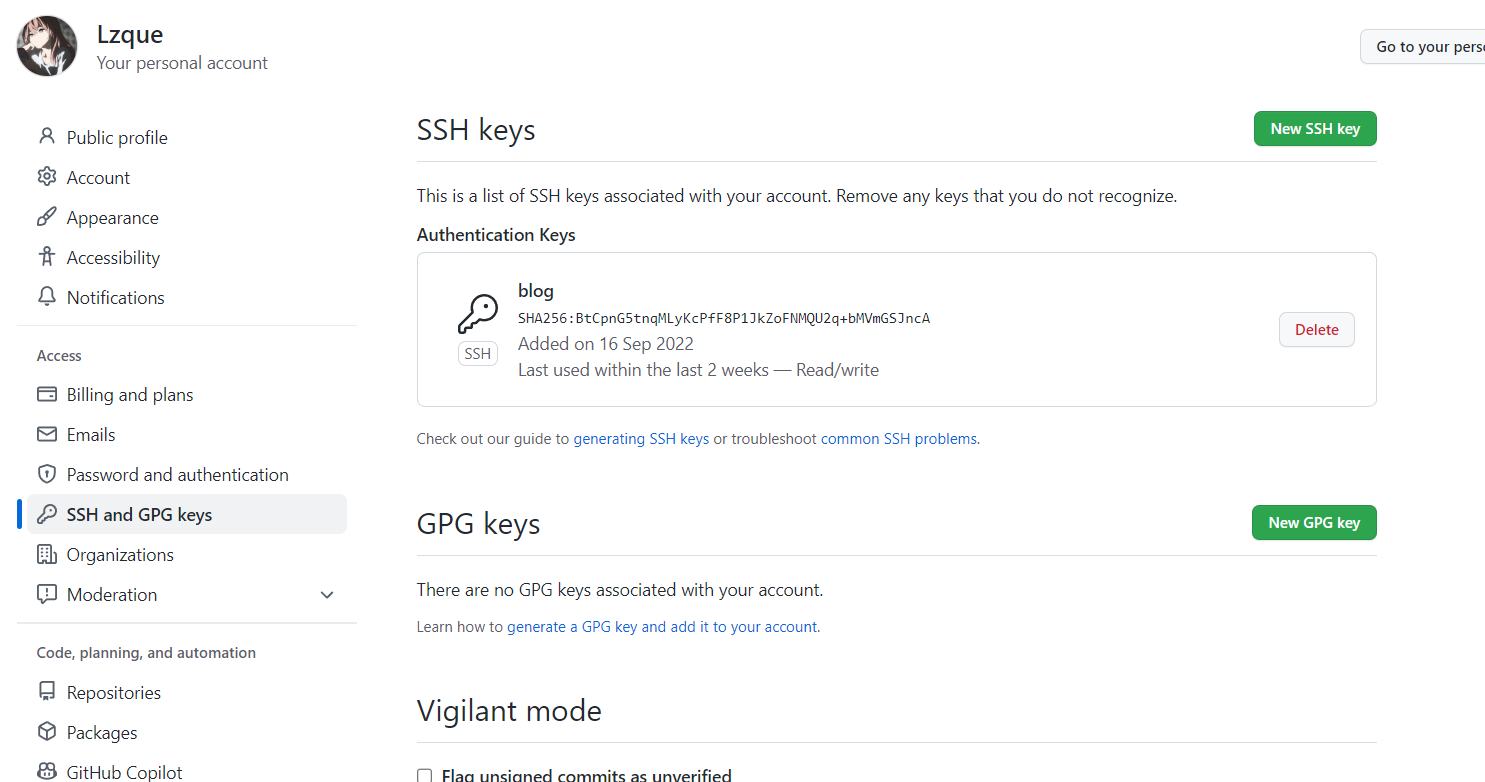 Lzque
Your personal account
Go to your
Public profile
Account
Appearance
Accessibility
Notifications
Access
Billing and plans
Emails
Password and authentication
SSH and GPG keys
Organizations
Moderation
Code, planning, and automation
Repositories
Packages
GitHub Copilot
SSH keys
New SSH key
This is a list of SSH keys associated with your account. Remove any keys that you do not recognize.
Authentication Keys
blog
SHA256:BtCpnG5tnqMLyKcPfF8P1JkZoFNMQU2q+bMVmGSJncA
SSH
Added on 16 Sep 2022
Last used within the last 2 weeks — Read/write
Delete
Check out our guide to generating SSH keys or troubleshoot common SSH problems.
GPG keys
New GPG key
There are no GPG keys associated with your account.
Learn how to generate a GPG key and add it to your account.
Vigilant mode
Flag unsigned commits as unverified